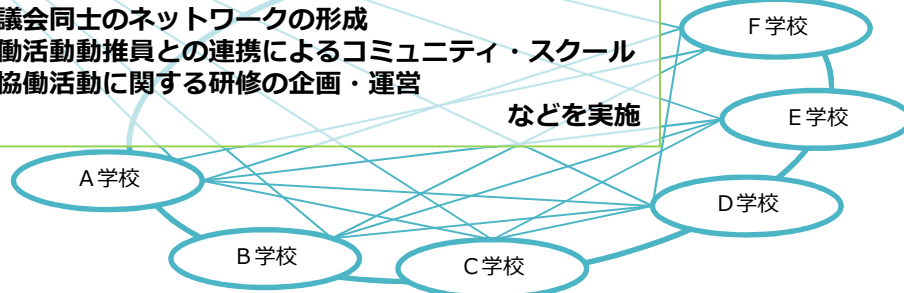 議会同士のネットワークの形成
働活動動推員との連携によるコミュニティ・スクール
協働活動に関する研修の企画・運営
などを実施
F学校
E学校
A学校
D学校
B学校
C学校